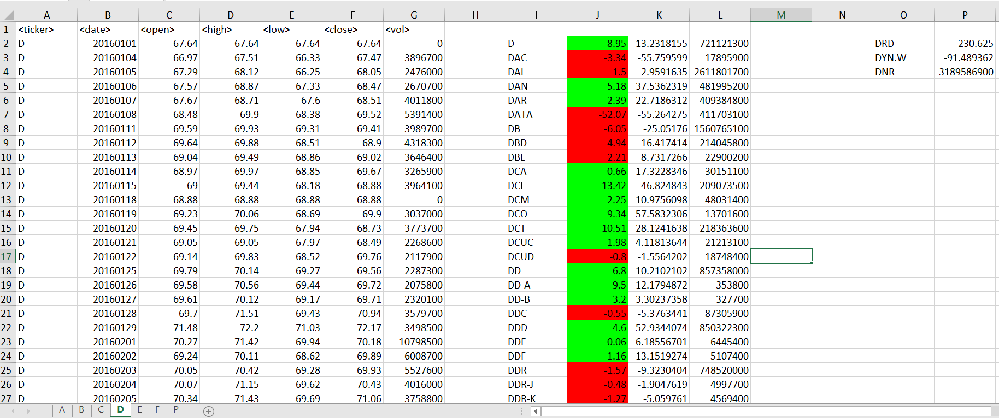 A B C D E F G H I J K L M N O P
1 <ticker> <date> <open> <high> <low> <close> <vol>
2 D 20160101 67.64 67.64 67.64 67.64 0 D 8.95 13.2318155 721121300 DRD 230.625
3 D 20160104 66.97 67.51 66.33 67.47 3896700 DAC -3.34 -55.759599 17895900 DYN.W -91.489362
4 D 20160105 67.29 68.12 66.25 68.05 2476000 DAL -1.5 -2.9591635 2611801700 DNR 3189586900
5 D 20160106 67.57 68.87 67.33 68.47 2670700 DAN 5.18 37.5362319 481995200
6 D 20160107 67.67 68.71 67.6 68.51 4011800 DAR 2.39 22.7186312 409384800
7 D 20160108 68.48 69.9 68.38 69.52 5391400 DATA -52.07 -55.264275 411703100
8 D 20160111 69.59 69.93 69.31 69.41 3989700 DB -6.05 -25.05176 1560765100
9 D 20160112 69.64 69.88 68.51 68.9 4318300 DBD -4.94 -16.417414 214045800
10 D 20160113 69.04 69.49 68.86 69.02 3646400 DBL -2.21 -8.7317266 22900200
11 D 20160114 68.97 69.97 68.85 69.67 3265900 DCA 0.66 17.3228346 30151100
12 D 20160115 69 69.44 68.18 68.88 3964100 DCI 13.42 46.824843 209073500
13 D 20160118 68.88 68.88 68.88 68.88 0 DCM 2.25 10.9756098 48031400
14 D 20160119 69.23 70.06 68.69 69.9 3037000 DCO 9.34 57.5832306 13701600
15 D 20160120 69.45 69.75 67.94 68.73 3773700 DCT 10.51 28.1241638 218363600
16 D 20160121 69.05 69.05 67.97 68.49 2268600 DCUC 1.98 4.11813644 21213100
17 D 20160122 69.14 69.83 68.52 69.76 2117900 DCUD -0.8 -1.5564202 18748400
18 D 20160125 69.79 70.14 69.27 69.56 2287300 DD 6.8 10.2102102 857358000
19 D 20160126 69.58 70.56 69.44 69.72 2075800 DD-A 9.5 12.1794872 353800
20 D 20160127 69.61 70.12 69.17 69.71 2320100 DD-B 3.2 3.30237358 327700
21 D 20160128 69.7 71.51 69.43 70.94 3579700 DDC -0.55 -5.3763441 87305900
22 D 20160129 71.48 72.2 71.03 72.17 3498500 DDD 4.6 52.9344074 850322300
23 D 20160201 70.27 71.42 69.94 70.18 10798500 DDE 0.06 6.18556701 6445400
24 D 20160202 69.24 70.11 68.62 69.89 6008700 DDF 1.16 13.1519274 5107400
25 D 20160203 70.05 70.42 69.28 69.93 5527600 DDR -1.57 -9.3230404 748520000
26 D 20160204 70.07 71.15 69.62 70.43 4016000 DDR-J -0.48 -1.9047619 4997700
27 D 20160205 70.34 71.43 69.69 71.06 3758800 DDR-K -1.27 -5.059761 4569400
A B C D E F P